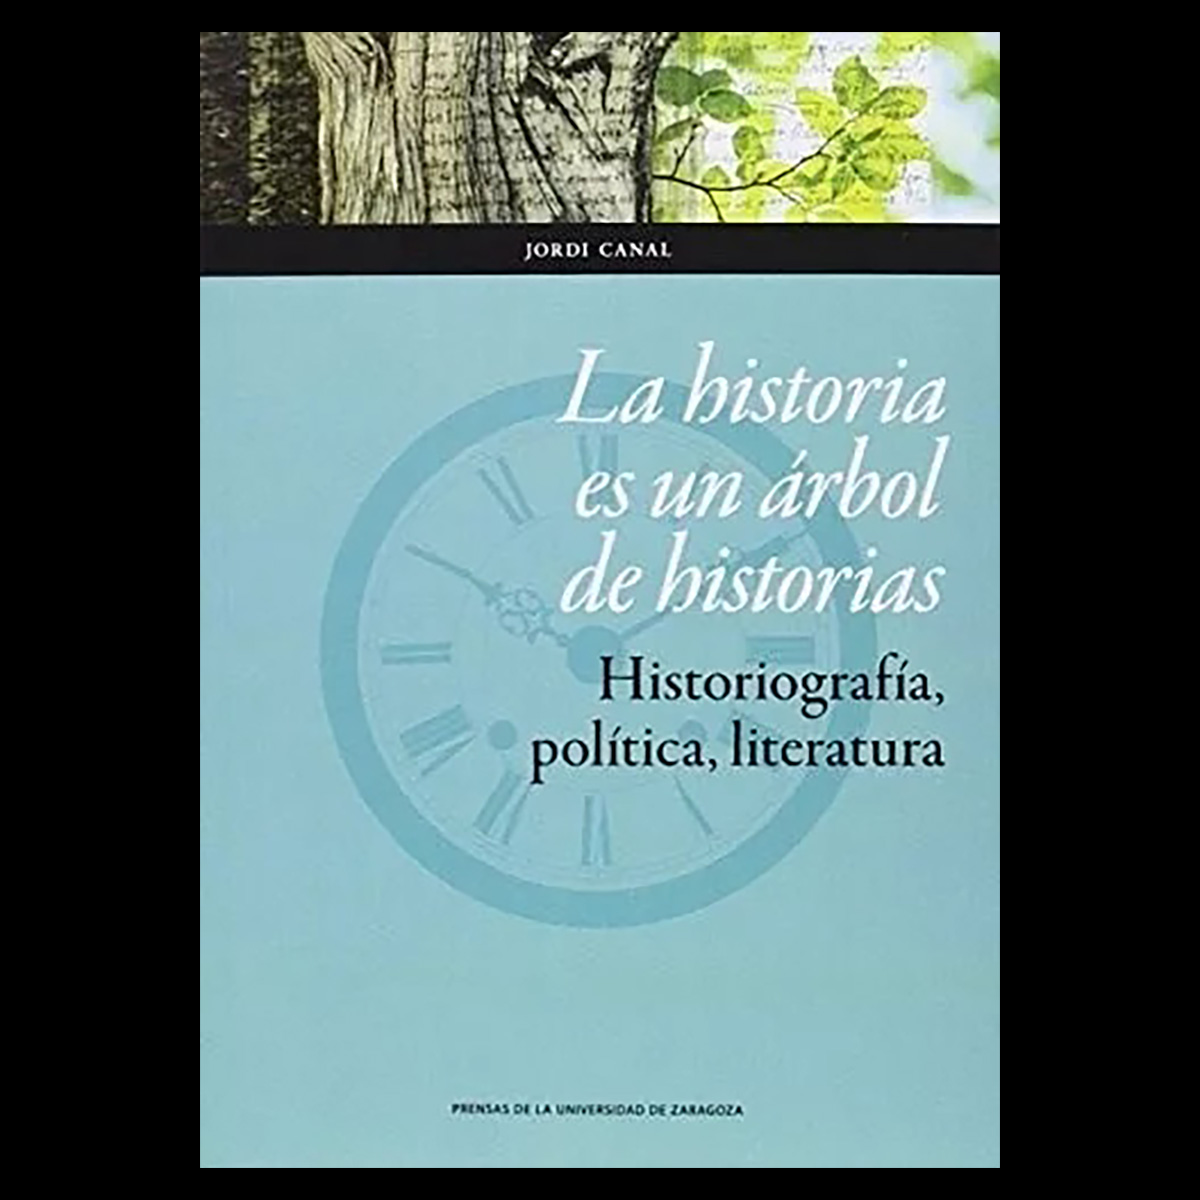 JORDI CANAL
La historia
es un árbol
de historias
Historiografía,
política, literatura
PRENSAS DE LA UNIVERSIDAD DE ZARAGOZA